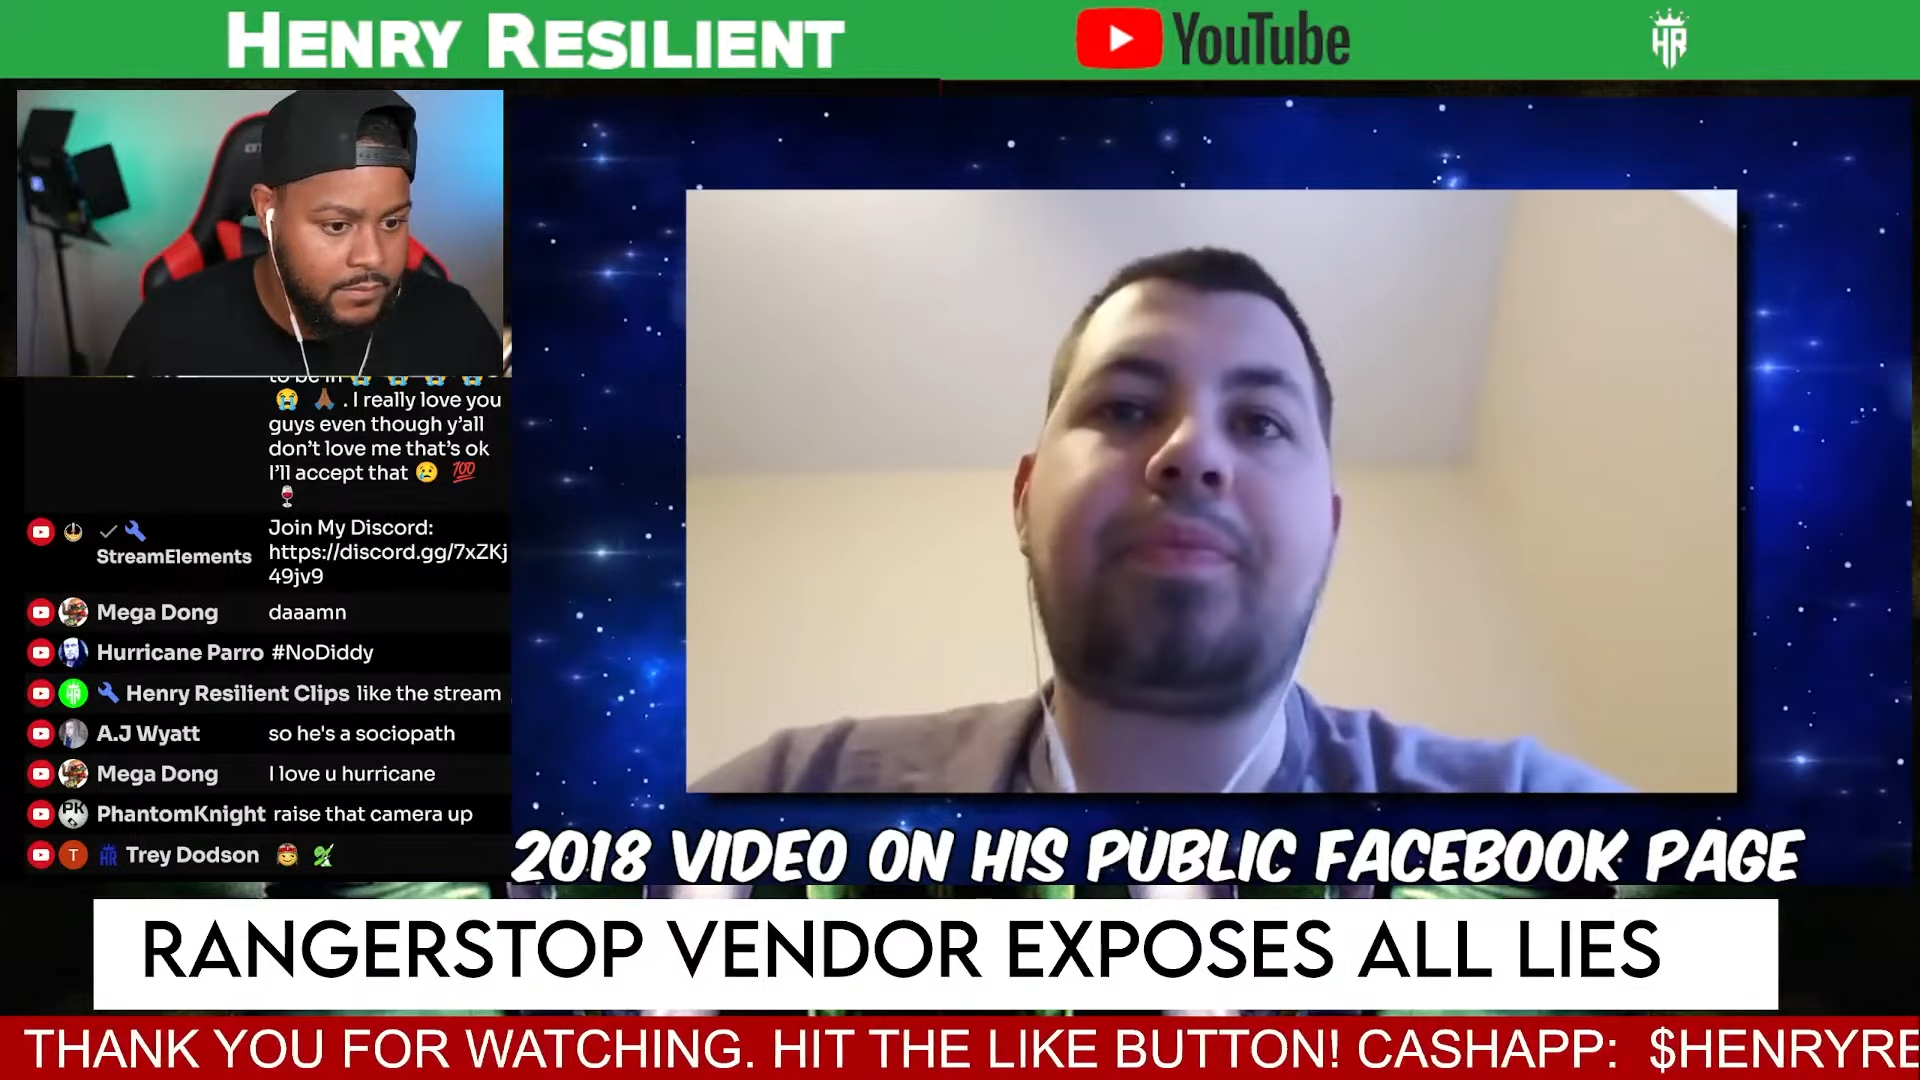 HENRY RESILIENT
YouTube
HR
to be in 😭 😭 😭 😭
😭 🙏🏾 . I really love you
guys even though y'all
don't love me that's ok
I'll accept that 😢 💯
🍷
StreamElements Join My Discord:
https://discord.gg/7xZKj
49jv9
Mega Dong daaamn
Hurricane Parro #NoDiddy
Henry Resilient Clips like the stream
A.J Wyatt so he's a sociopath
Mega Dong I love u hurricane
PhantomKnight raise that camera up
T Trey Dodson
2018 VIDEO ON HIS PUBLIC FACEBOOK PAGE
RANGERSTOP VENDOR EXPOSES ALL LIES
THANK YOU FOR WATCHING. HIT THE LIKE BUTTON! CASHAPP: $HENRYRE